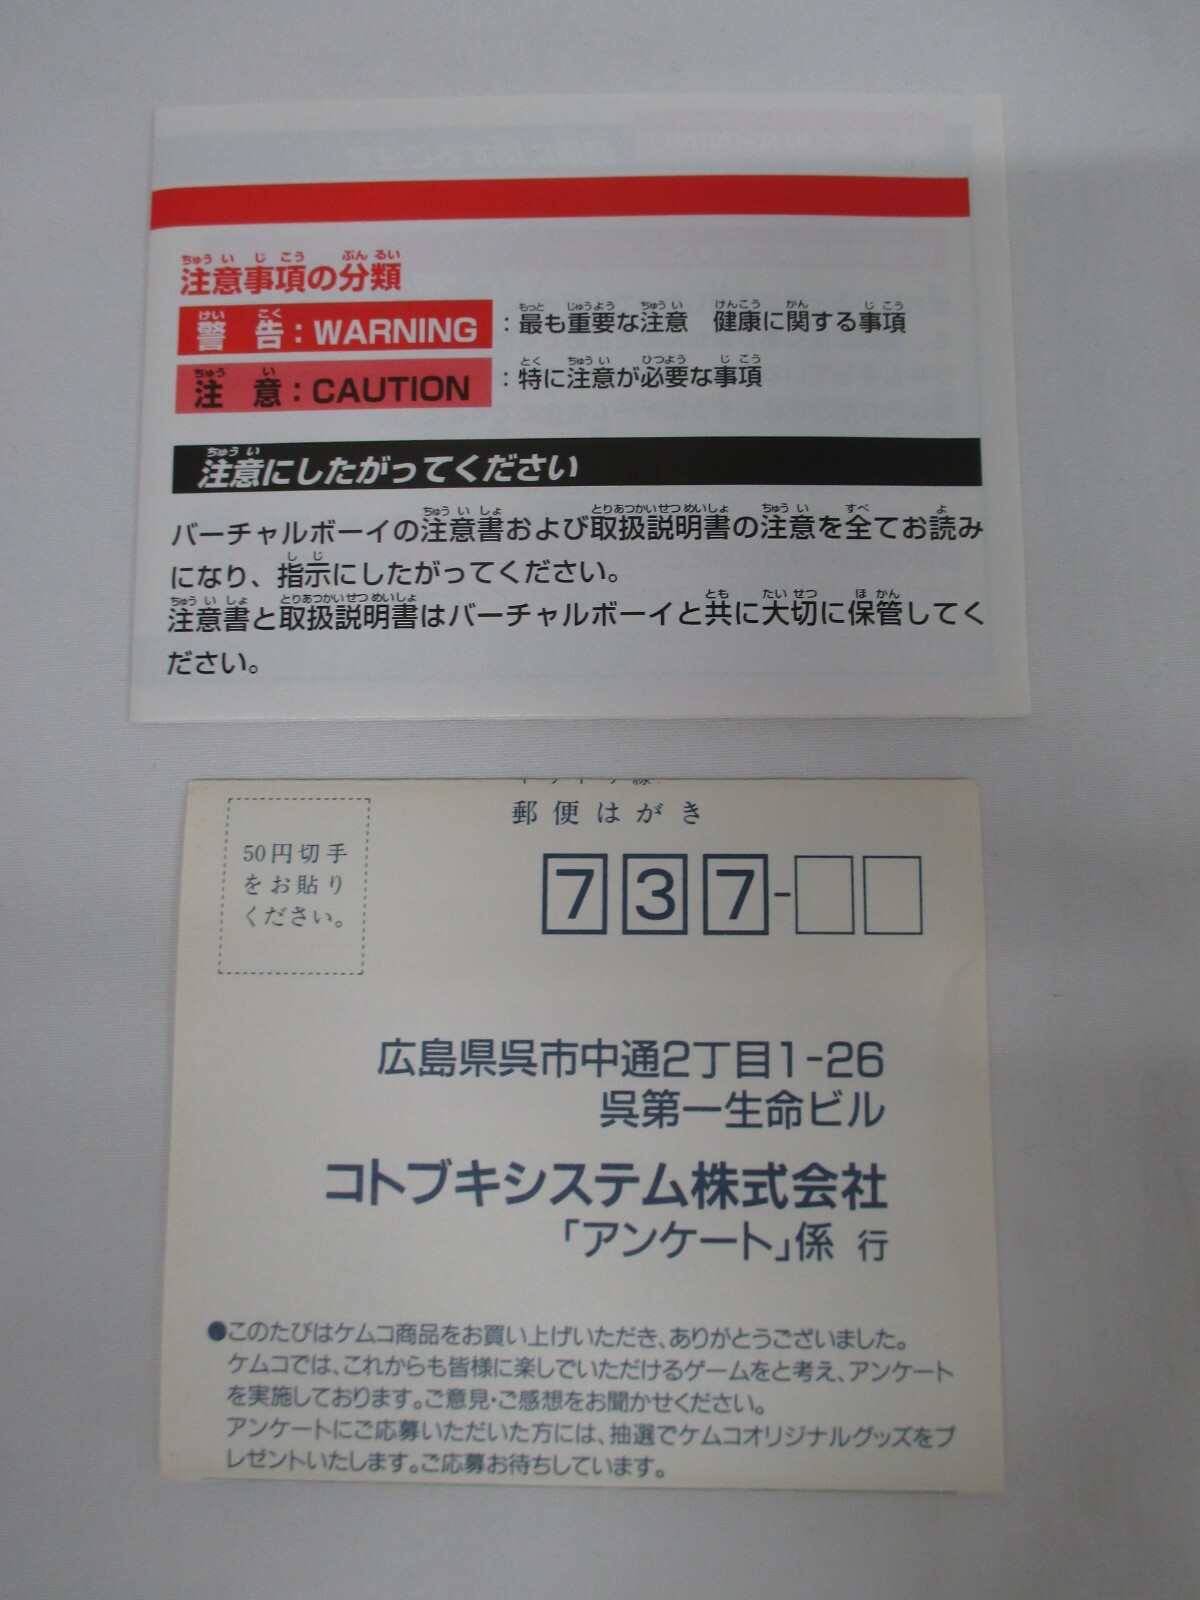 注意事項の分類
警告:WARNING :最も重要な注意 健康に関する事項
注意:CAUTION :特に注意が必要な事項
注意にしたがってください
バーチャルボーイの注意書および取扱説明書の注意を全てお読み
になり、指示にしたがってください。
注意書と取扱説明書はバーチャルボーイと共に大切に保管してく
ださい。
郵便はがき
50円切手
をお貼り
ください。
737-
広島県呉市中通2丁目1-26
呉第一生命ビル
コトブキシステム株式会社
「アンケート」係 行
●このたびはケムコ商品をお買い上げいただき、ありがとうございました。
ケムコでは、これからも皆様に楽しでいただけるゲームをと考え、アンケート
を実施しております。ご意見・ご感想をお聞かせください。
アンケートにご応募いただいた方には、抽選でケムコオリジナルグッズをプ
レゼントいたします。ご応募お待ちしています。